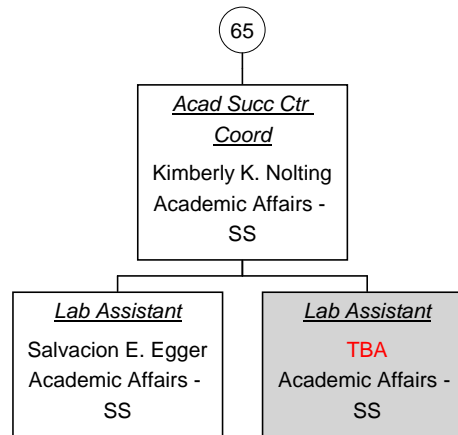 65
Acad Succ Ctr
Coord
Kimberly K. Nolting
Academic Affairs -
SS
Lab Assistant
Salvacion E. Egger
Academic Affairs -
SS
Lab Assistant
TBA
Academic Affairs -
SS